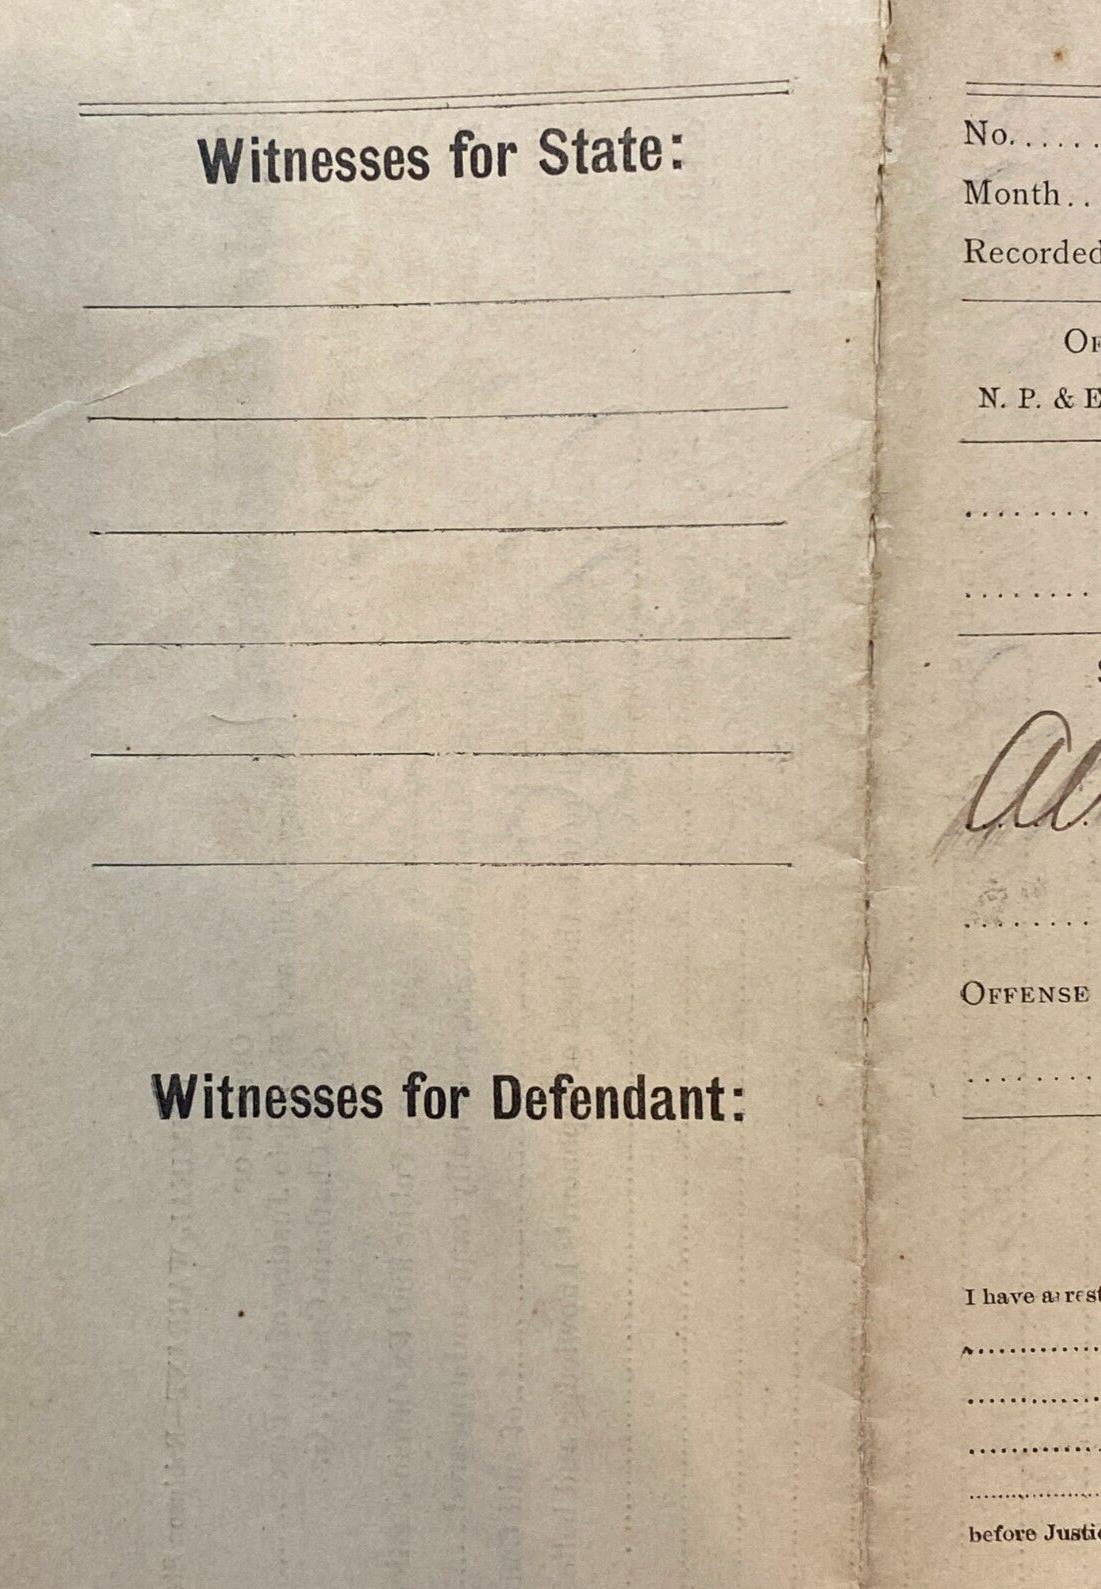 Witnesses for State:
Witnesses for Defendant:
No......
Month..
Recorded
N. P. & E
OFFENSE
I have arrest
before Justic